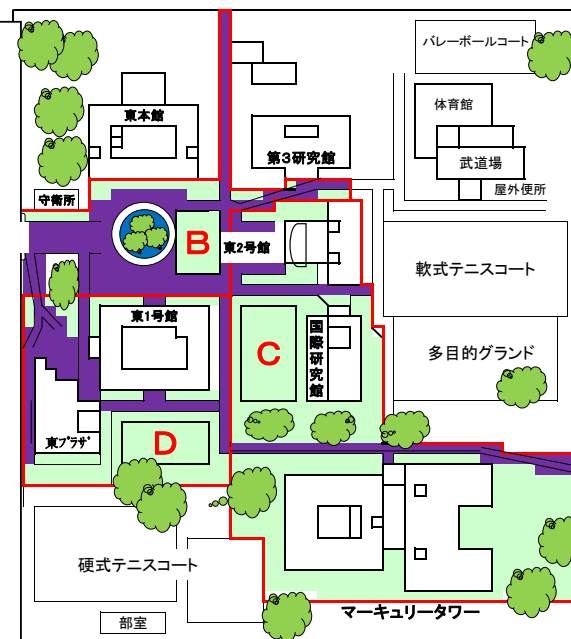 バレーボールコート
体育館
東本館
第3研究館
武道場
屋外便所
守衛所
B
東2号館
軟式テニスコート
東1号館
国際研究館
C
多目的グランド
東プラザ
D
硬式テニスコート
マーキュリータワー
部室